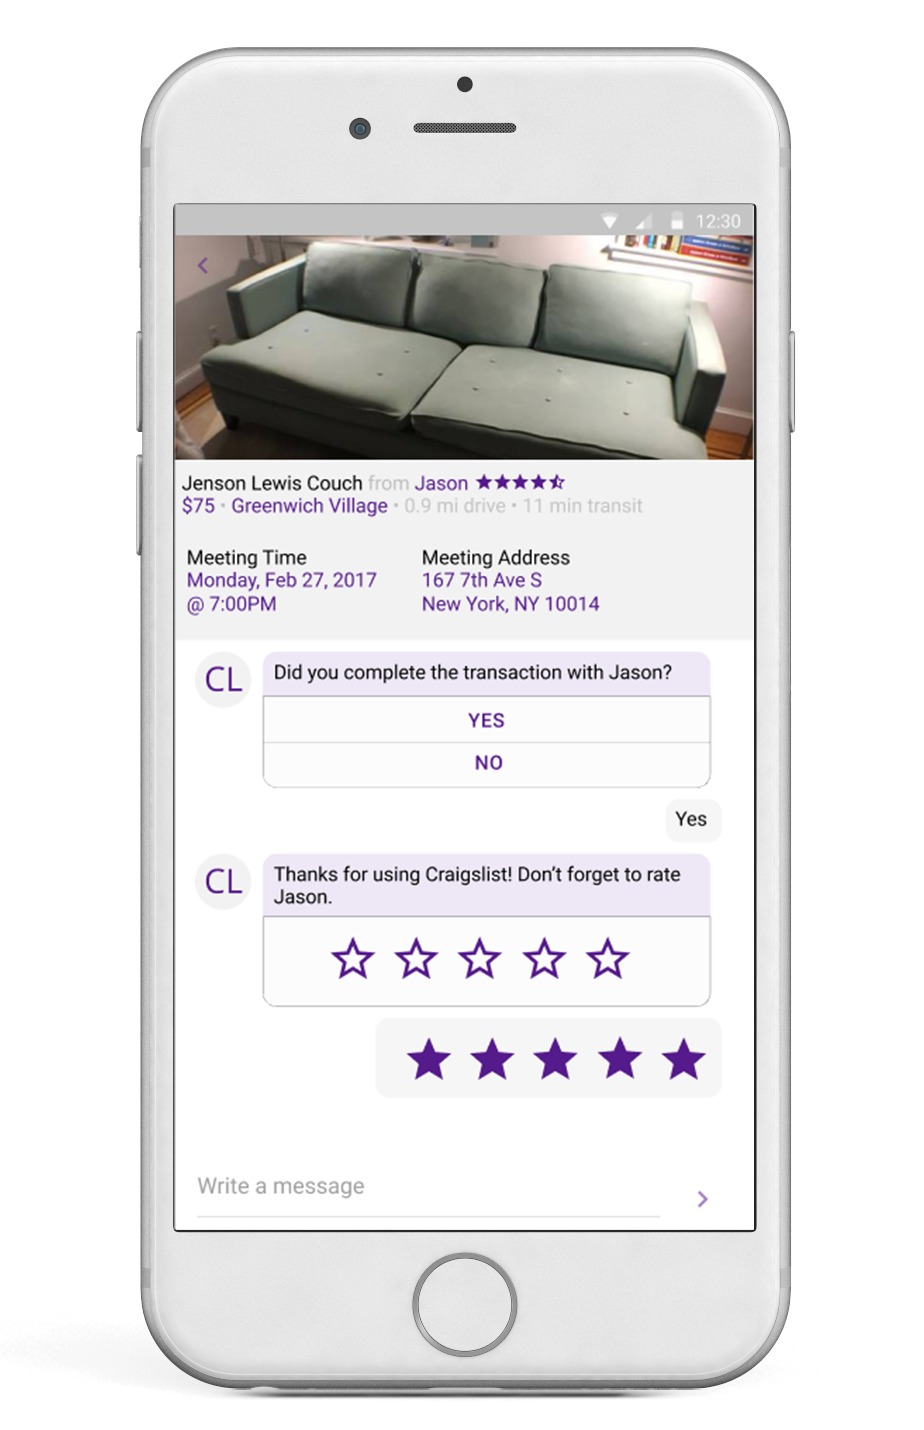 12:30
Jenson Lewis Couch from Jason
$75 • Greenwich Village • 0.9 mi drive • 11 min transit
Meeting Time
Monday, Feb 27, 2017
@ 7:00PM
Meeting Address
167 7th Ave S
New York, NY 10014
CL
Did you complete the transaction with Jason?
YES
NO
Yes
CL
Thanks for using Craigslist! Don’t forget to rate
Jason.
Write a message